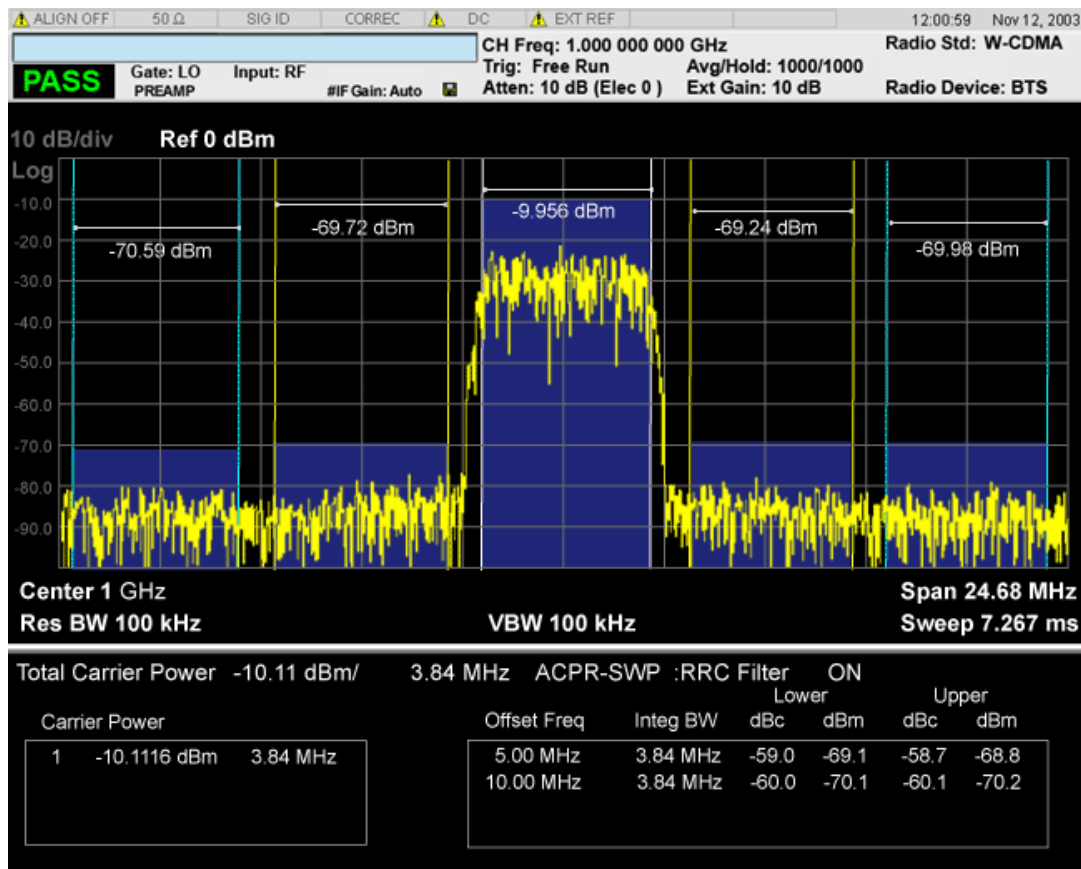 ALIGN OFF 50 Ω SIG ID CORREC DC EXT REF 12:00:59 Nov 12, 2003
CH Freq: 1.000 000 000 GHz Radio Std: W-CDMA
PASS Gate: LO Input: RF Trig: Free Run Avg/Hold: 1000/1000
PREAMP #IF Gain: Auto Atten: 10 dB (Elec 0 ) Ext Gain: 10 dB Radio Device: BTS
10 dB/div Ref 0 dBm
Log
-10.0
-20.0
-30.0
-40.0
-50.0
-60.0
-70.0
-80.0
-90.0
-70.59 dBm
-69.72 dBm
-9.956 dBm
-69.24 dBm
-69.98 dBm
Center 1 GHz Span 24.68 MHz
Res BW 100 kHz VBW 100 kHz Sweep 7.267 ms
Total Carrier Power -10.11 dBm/ 3.84 MHz ACPR-SWP :RRC Filter ON
Lower Upper
Carrier Power Offset Freq Integ BW dBc dBm dBc dBm
1 -10.1116 dBm 3.84 MHz 5.00 MHz 3.84 MHz -59.0 -69.1 -58.7 -68.8
10.00 MHz 3.84 MHz -60.0 -70.1 -60.1 -70.2